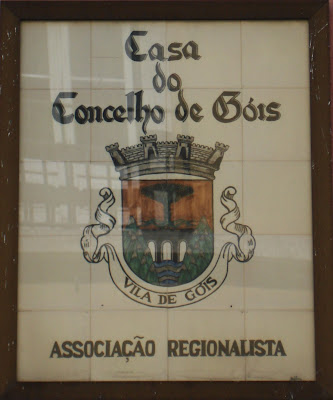 Casa
do
Concelho de Góis
VILA DE GÓIS
ASSOCIAÇÃO REGIONALISTA